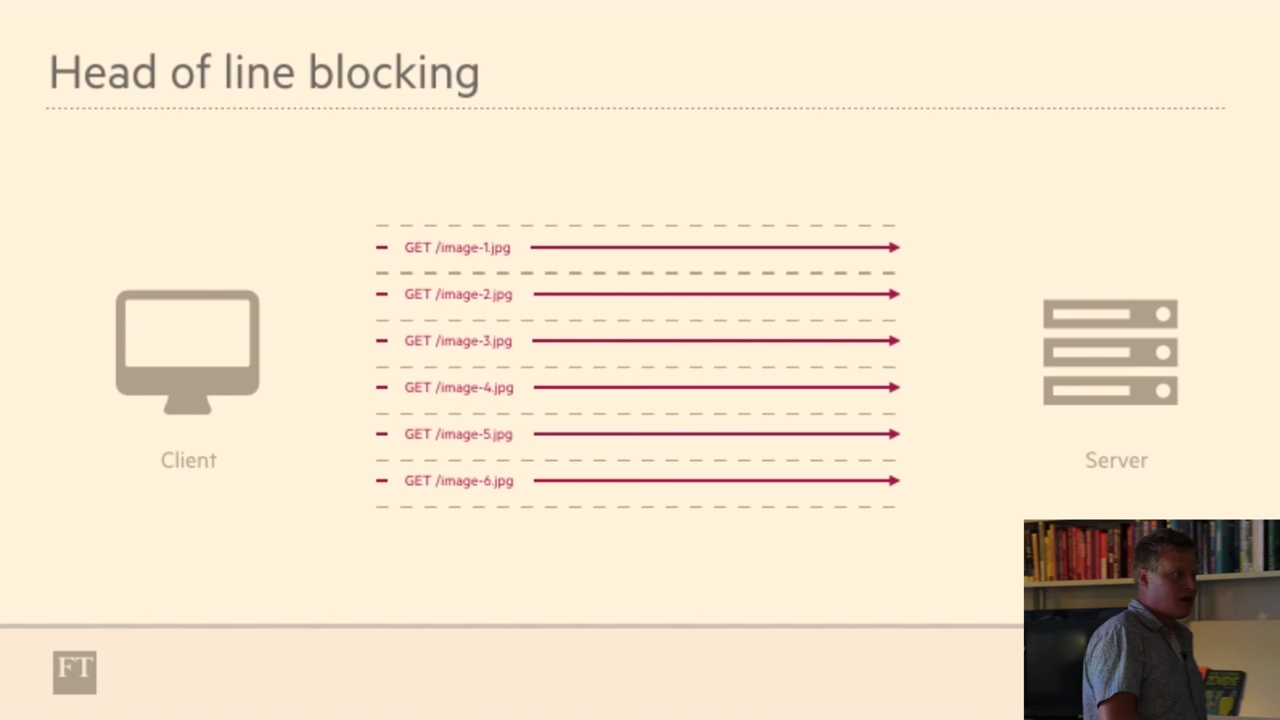 Head of line blocking
GET /image-1.jpg
GET /image-2.jpg
GET /image-3.jpg
GET /image-4.jpg
GET /image-5.jpg
GET /image-6.jpg
Client
Server
FT